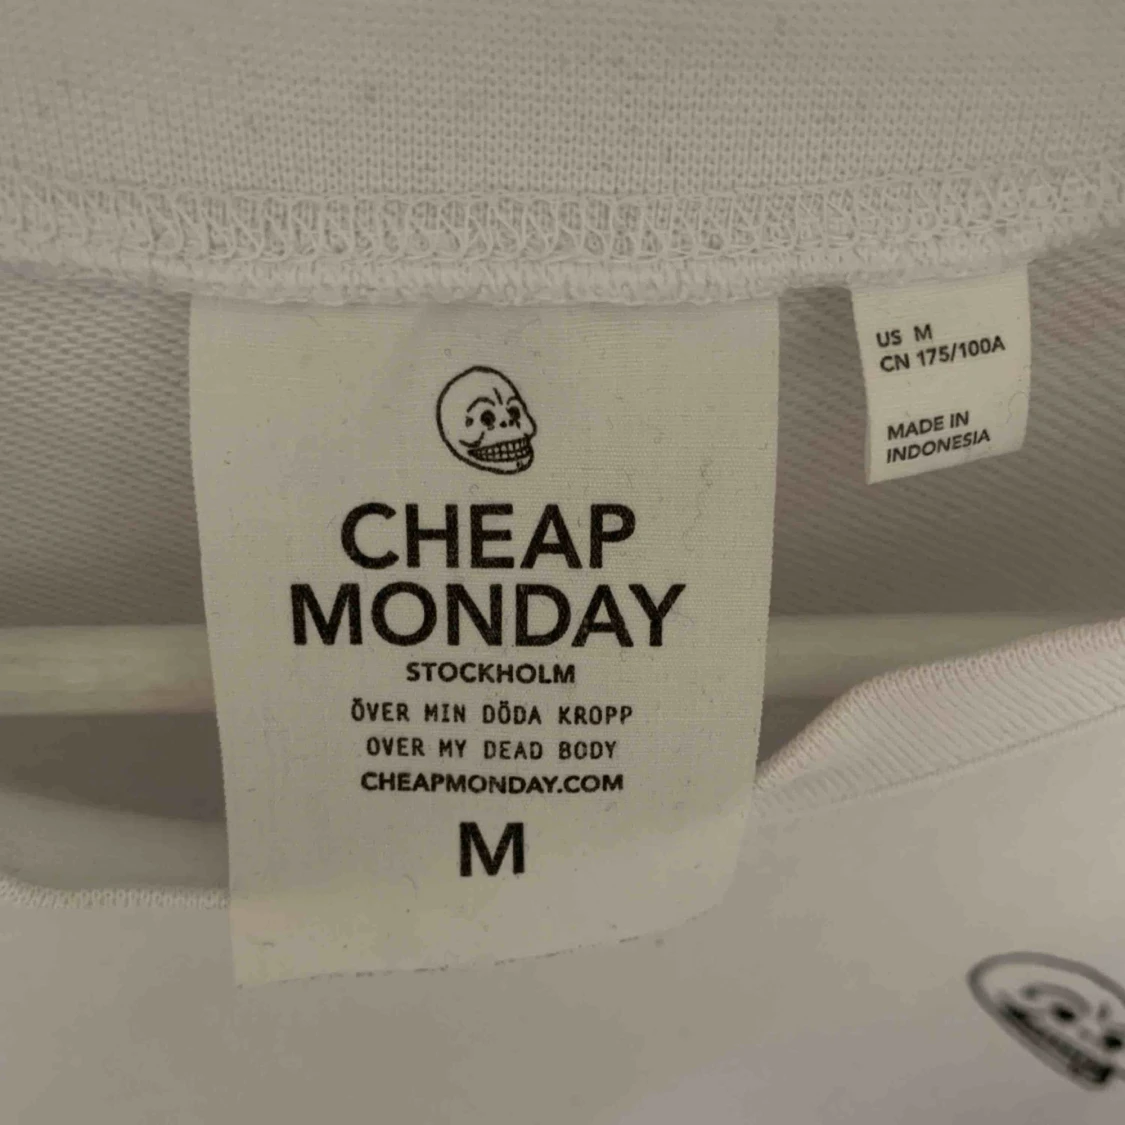 CHEAP
MONDAY
STOCKHOLM
ÖVER MIN DÖDA KROPP
OVER MY DEAD BODY
CHEAPMONDAY.COM
M
US M
CN 175/100A
MADE IN
INDONESIA